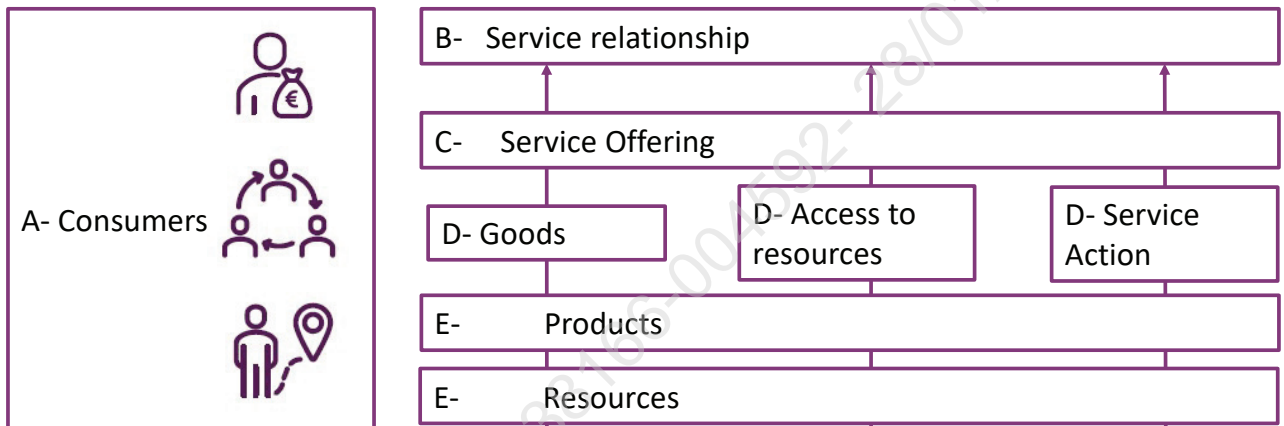 A- Consumers
€
B- Service relationship
C- Service Offering
D- Goods
D- Access to
resources
D- Service
Action
E- Products
E- Resources